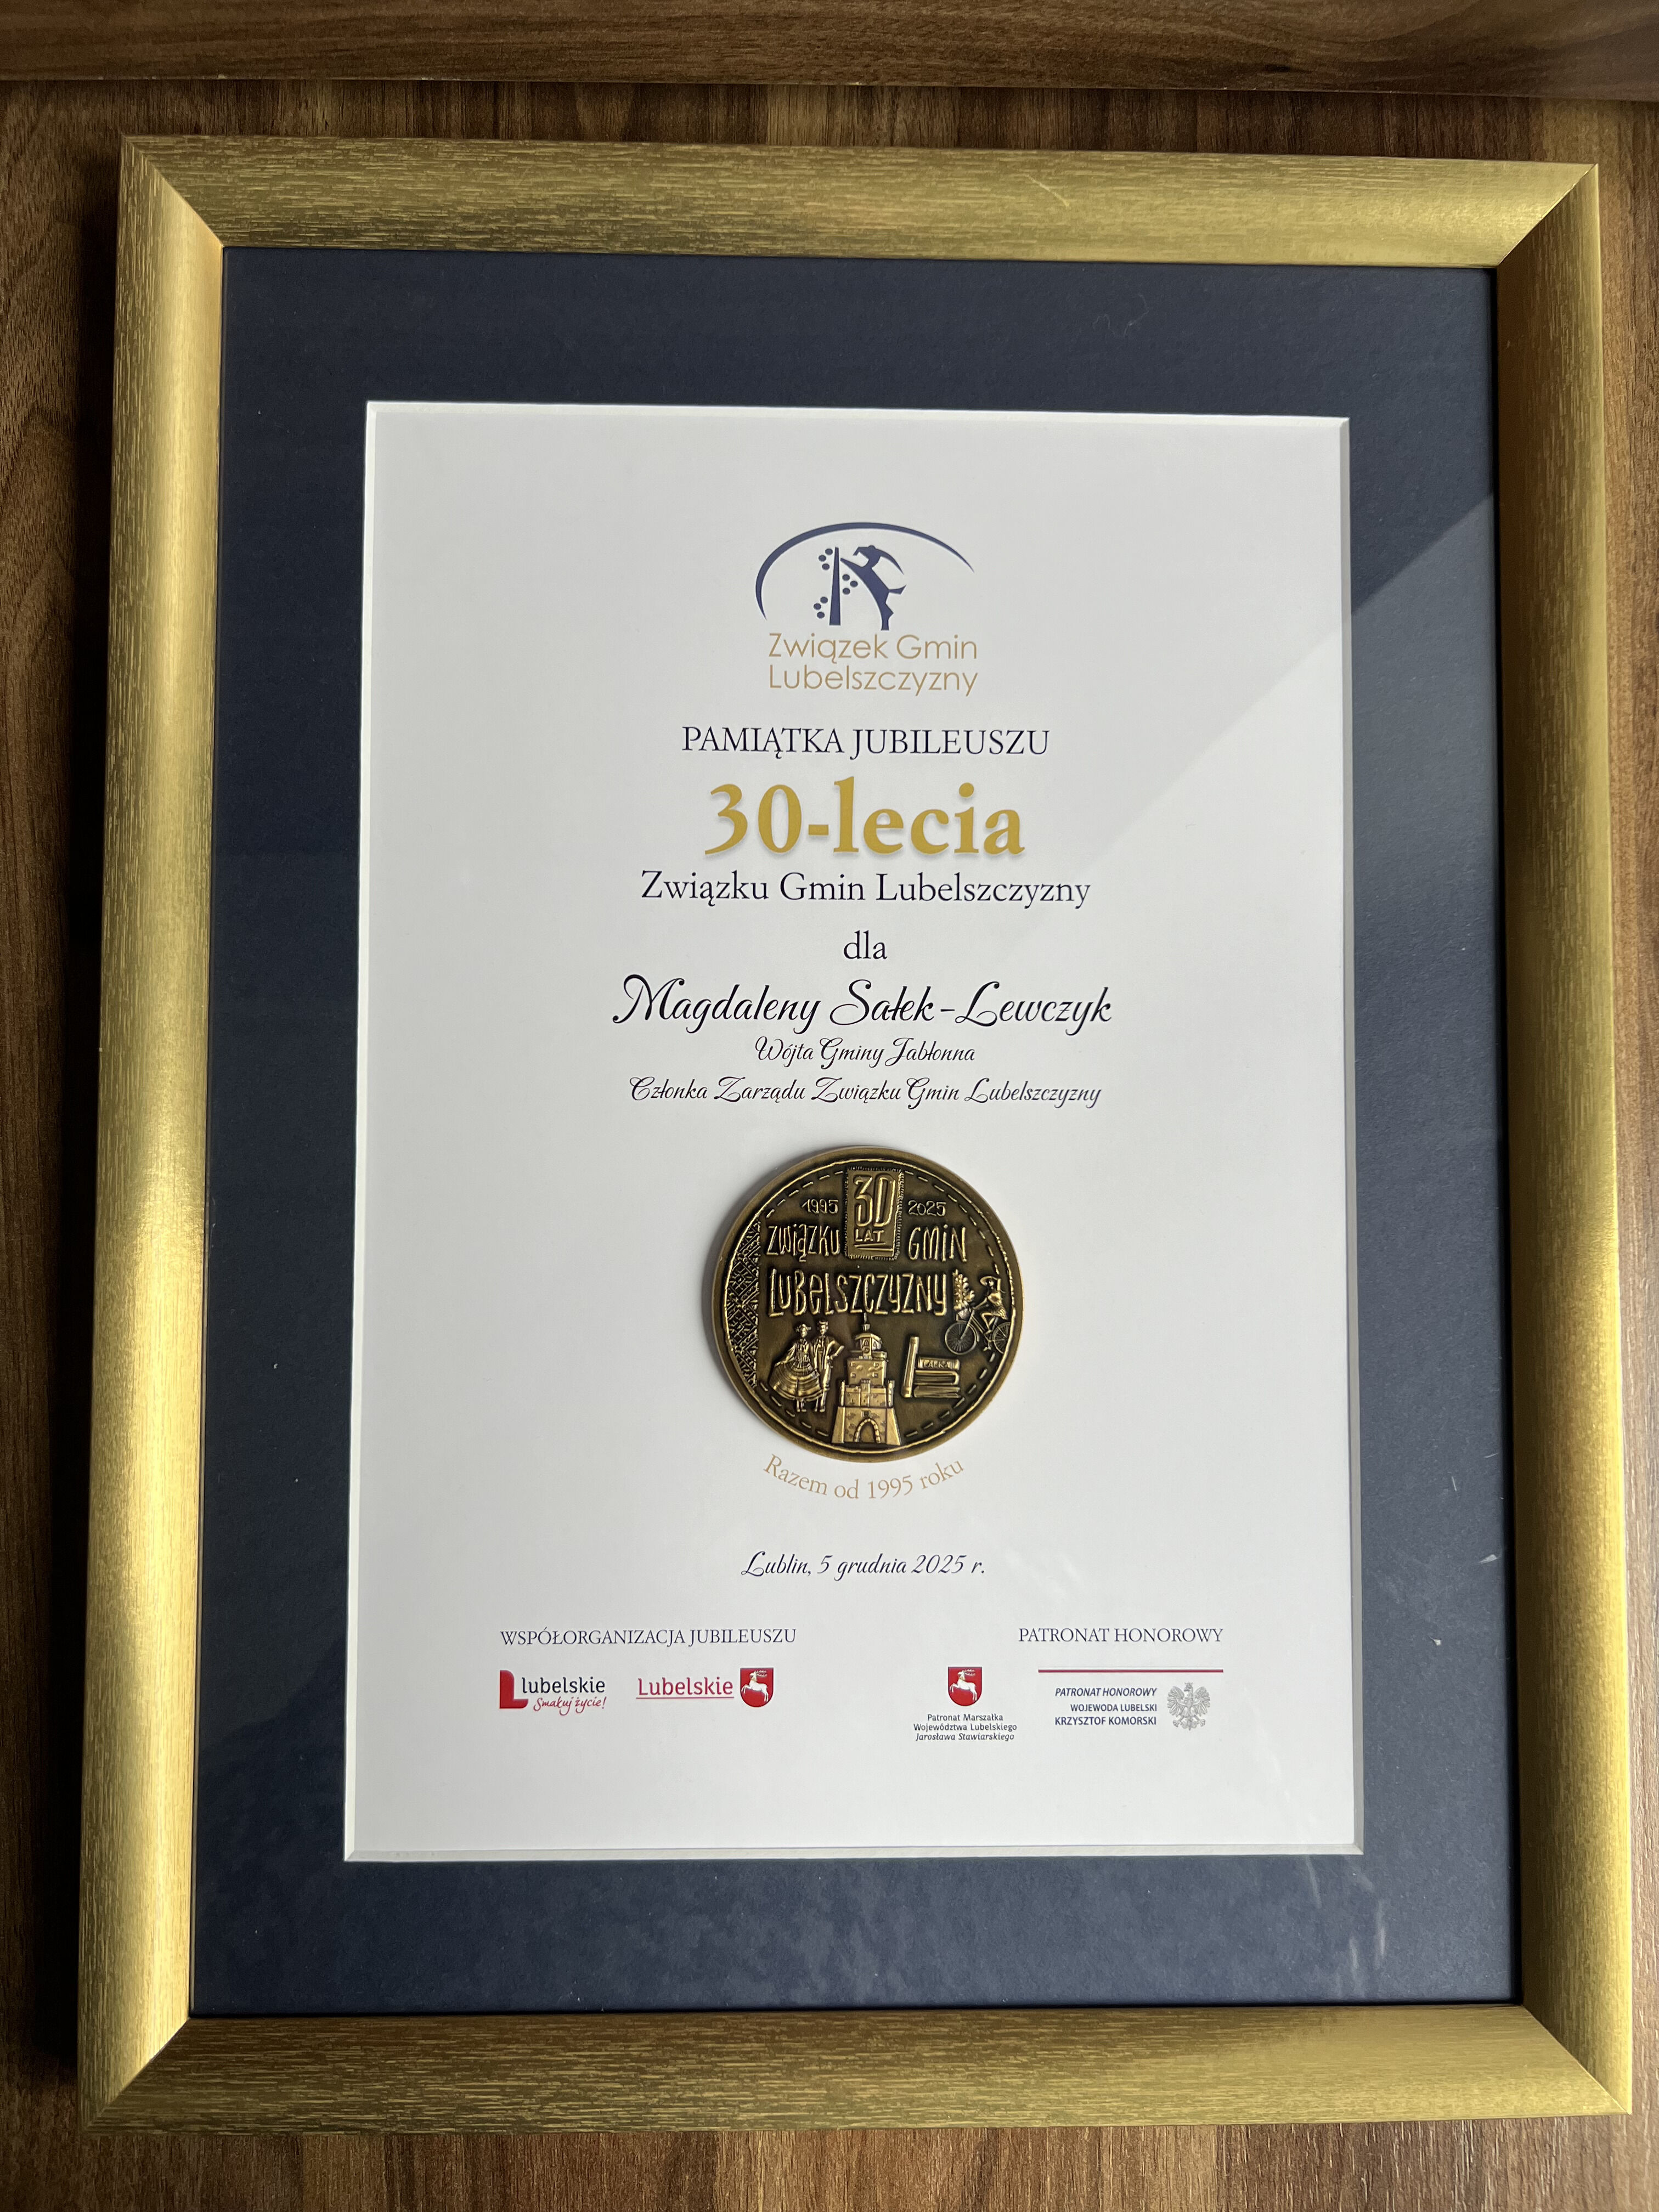 Związek Gmin
Lubelszczyzny
PAMIĄTKA JUBILEUSZU
30-lecia
Związku Gmin Lubelszczyzny
dla
Magdaleny Sałek-Lewczyk
Wójta Gminy Jabłonna
Członka Zarządu Związku Gmin Lubelszczyzny
1995 30 2025
LAT
ZWIĄZKU GMIN
LUBELSZCZYZNY
LALKA
Razem od 1995 roku
Lublin, 5 grudnia 2025 r.
WSPÓŁORGANIZACJA JUBILEUSZU
lubelskie
Smakuj życie!
Lubelskie
PATRONAT HONOROWY
Patronat Marszałka
Województwa Lubelskiego
Jarosława Stawiarskiego
PATRONAT HONOROWY
WOJEWODA LUBELSKI
KRZYSZTOF KOMORSKI